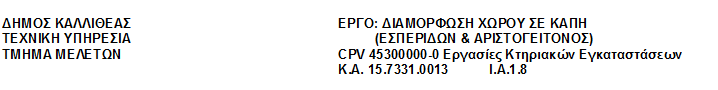 ΔΗΜΟΣ ΚΑΛΛΙΘΕΑΣ
ΤΕΧΝΙΚΗ ΥΠΗΡΕΣΙΑ
ΤΜΗΜΑ ΜΕΛΕΤΩΝ
ΕΡΓΟ: ΔΙΑΜΟΡΦΩΣΗ ΧΩΡΟΥ ΣΕ ΚΑΠΗ
(ΕΣΠΕΡΙΔΩΝ & ΑΡΙΣΤΟΓΕΙΤΟΝΟΣ)
CPV 45300000-0 Εργασίες Κτηριακών Εγκαταστάσεων
Κ.Α. 15.7331.0013 Ι.Α.1.8